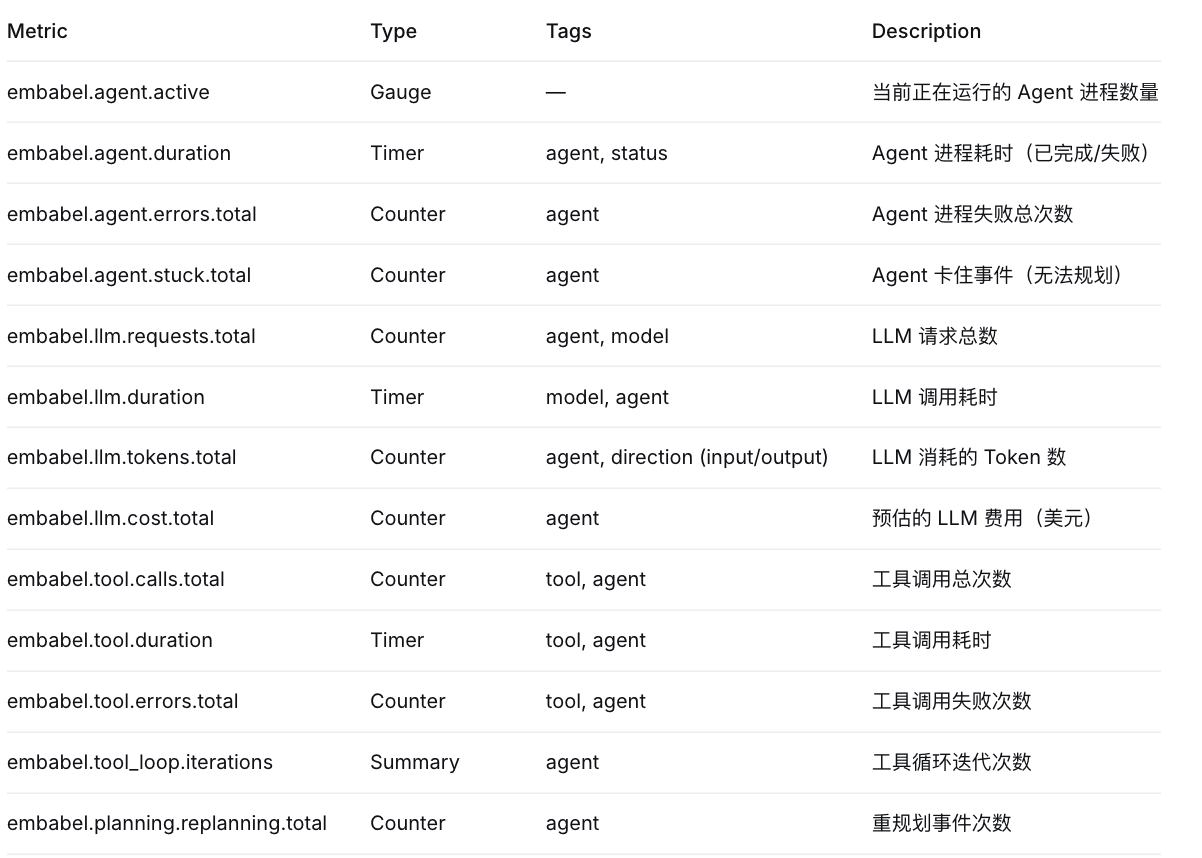 Metric Type Tags Description
embabel.agent.active Gauge — 当前正在运行的 Agent 进程数量
embabel.agent.duration Timer agent, status Agent 进程耗时（已完成/失败）
embabel.agent.errors.total Counter agent Agent 进程失败总次数
embabel.agent.stuck.total Counter agent Agent 卡住事件（无法规划）
embabel.llm.requests.total Counter agent, model LLM 请求总数
embabel.llm.duration Timer model, agent LLM 调用耗时
embabel.llm.tokens.total Counter agent, direction (input/output) LLM 消耗的 Token 数
embabel.llm.cost.total Counter agent 预估的 LLM 费用（美元）
embabel.tool.calls.total Counter tool, agent 工具调用总次数
embabel.tool.duration Timer tool, agent 工具调用耗时
embabel.tool.errors.total Counter tool, agent 工具调用失败次数
embabel.tool_loop.iterations Summary agent 工具循环迭代次数
embabel.planning.replanning.total Counter agent 重规划事件次数